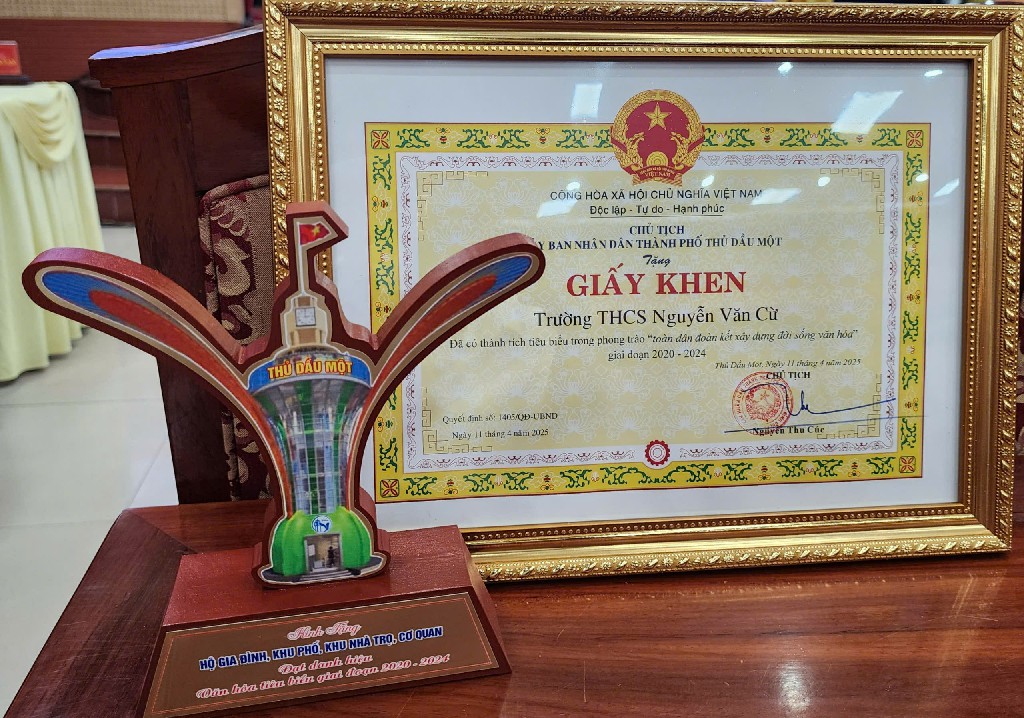 CỘNG HÒA XÃ HỘI CHỦ NGHĨA VIỆT NAM
Độc lập - Tự do - Hạnh phúc
CHỦ TỊCH
ỦY BAN NHÂN DÂN THÀNH PHỐ THỦ DẦU MỘT
Tặng
GIẤY KHEN
Trường THCS Nguyễn Văn Cừ
Đã có thành tích tiêu biểu trong phong trào “toàn dân đoàn kết xây dựng đời sống văn hóa”
giai đoạn 2020 - 2024
Thủ Dầu Một, Ngày 11 tháng 4 năm 2025
CHỦ TỊCH
Quyết định số: 1405/QĐ-UBND
Ngày 11 tháng 4 năm 2025
Nguyễn Thu Cúc
THỦ DẦU MỘT
Kính Tặng
HỘ GIA ĐÌNH, KHU PHỐ, KHU NHÀ TRỌ, CƠ QUAN
Đạt danh hiệu
Văn hóa tiêu biểu giai đoạn 2020 - 2024